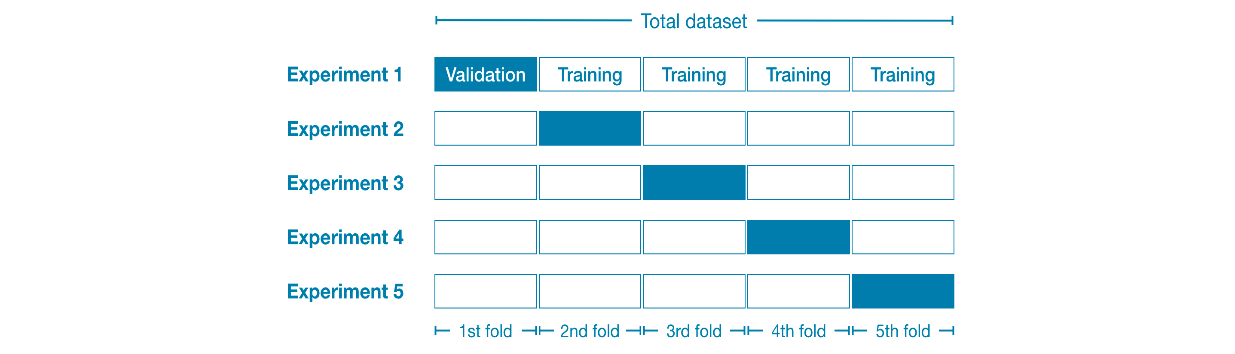 Total dataset
Experiment 1 Validation Training Training Training Training
Experiment 2
Experiment 3
Experiment 4
Experiment 5
1st fold 2nd fold 3rd fold 4th fold 5th fold